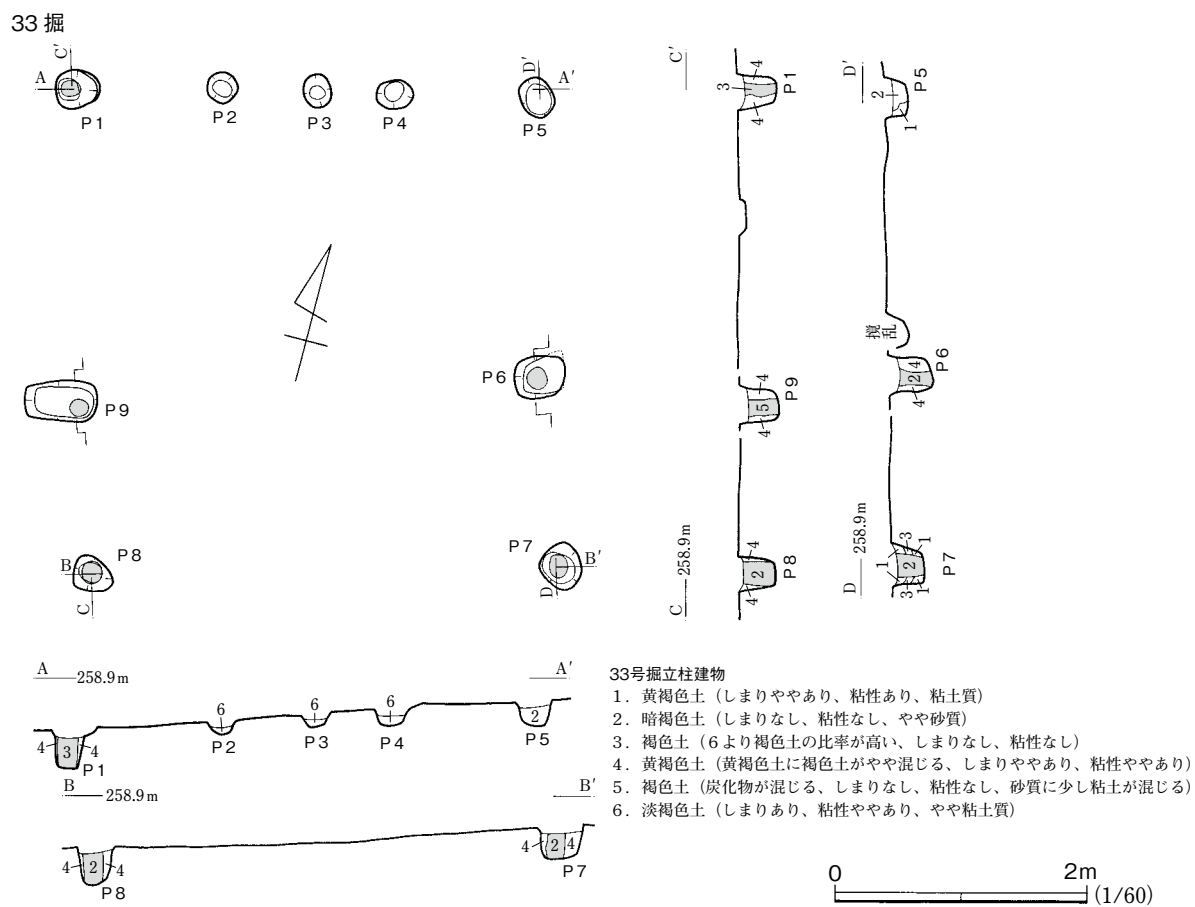 33 掘
A
C′
P1
P2
P3
P4
D′
A′
P5
P9
P6
B
P8
C
P7
B′
D
C′
3
4
4
P1
4
5
4
P9
C
258.9m
4
2
4
P8
D′
2
1
P5
撹乱
4
2
4
P6
D
258.9m
1
3
1
2
3
1
P7
A
258.9m
A′
4
3
4
P1
6
P2
6
P3
6
P4
2
P5
B
258.9m
B′
4
2
4
P8
4
2
4
P7
33号掘立柱建物
1．黄褐色土（しまりややあり、粘性あり、粘土質）
2．暗褐色土（しまりなし、粘性なし、やや砂質）
3．褐色土（6より褐色土の比率が高い、しまりなし、粘性なし）
4．黄褐色土（黄褐色土に褐色土がやや混じる、しまりややあり、粘性ややあり）
5．褐色土（炭化物が混じる、しまりなし、粘性なし、砂質に少し粘土が混じる）
6．淡褐色土（しまりあり、粘性ややあり、やや粘土質）
0
2m
(1/60)